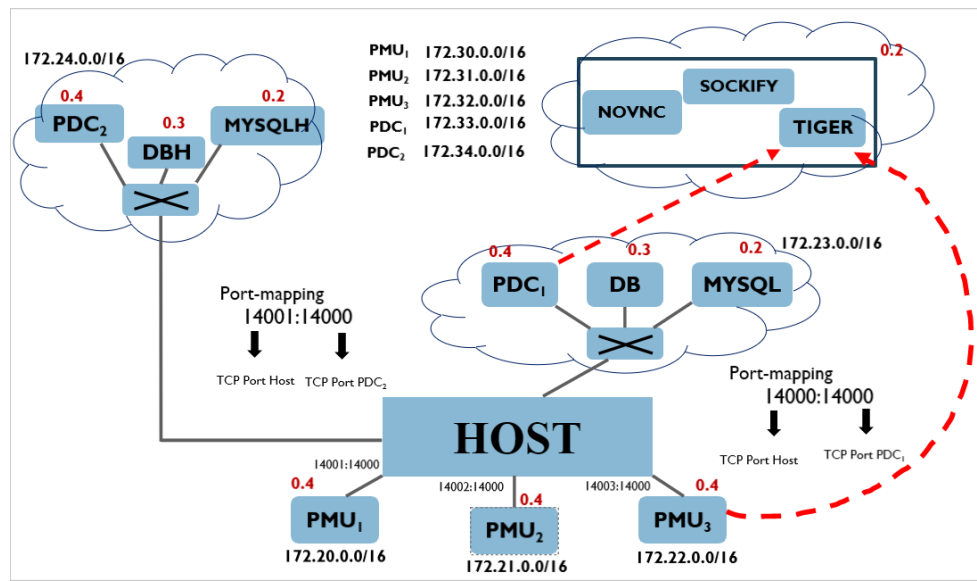 172.24.0.0/16
0.4
0.3
0.2
PDC₂
DBH
MYSQLH
PMU₁ 172.30.0.0/16
PMU₂ 172.31.0.0/16
PMU₃ 172.32.0.0/16
PDC₁ 172.33.0.0/16
PDC₂ 172.34.0.0/16
0.2
NOVNC
SOCKIFY
TIGER
0.4
0.3
0.2
172.23.0.0/16
PDC₁
DB
MYSQL
Port-mapping
14001:14000
TCP Port Host TCP Port PDC₂
Port-mapping
14000:14000
TCP Port Host TCP Port PDC₁
HOST
14001:14000
14002:14000
14003:14000
0.4
PMU₁
172.20.0.0/16
0.4
PMU₂
172.21.0.0/16
0.4
PMU₃
172.22.0.0/16